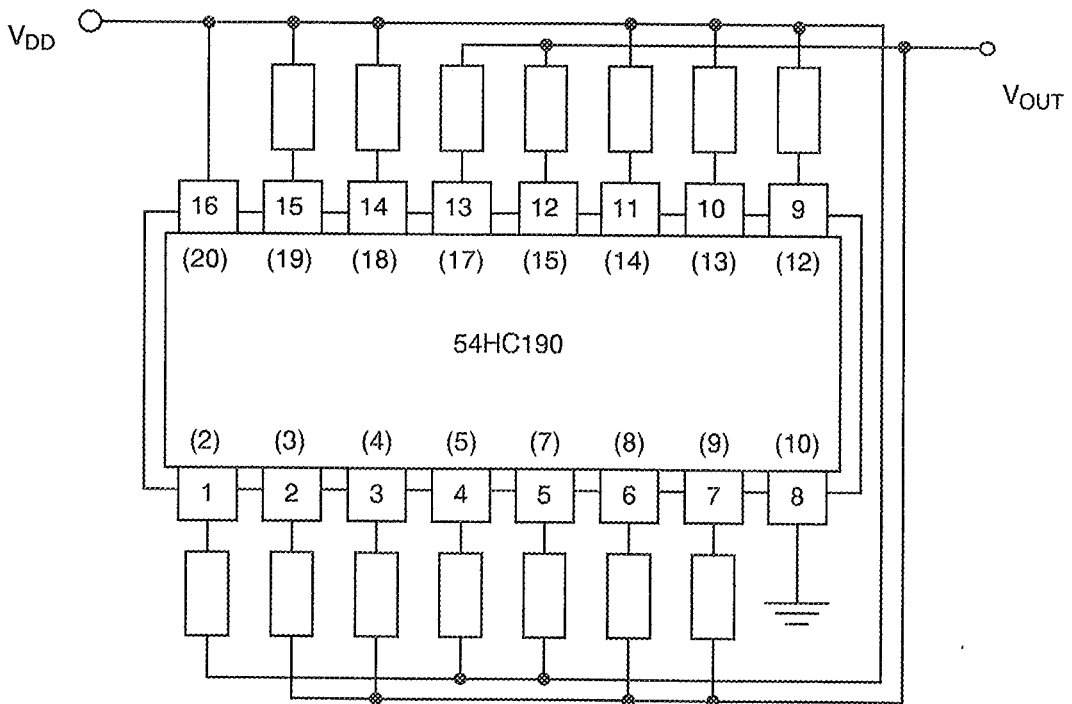 VDD
VOUT
16 15 14 13 12 11 10 9
(20) (19) (18) (17) (15) (14) (13) (12)
54HC190
(2) (3) (4) (5) (7) (8) (9) (10)
1 2 3 4 5 6 7 8